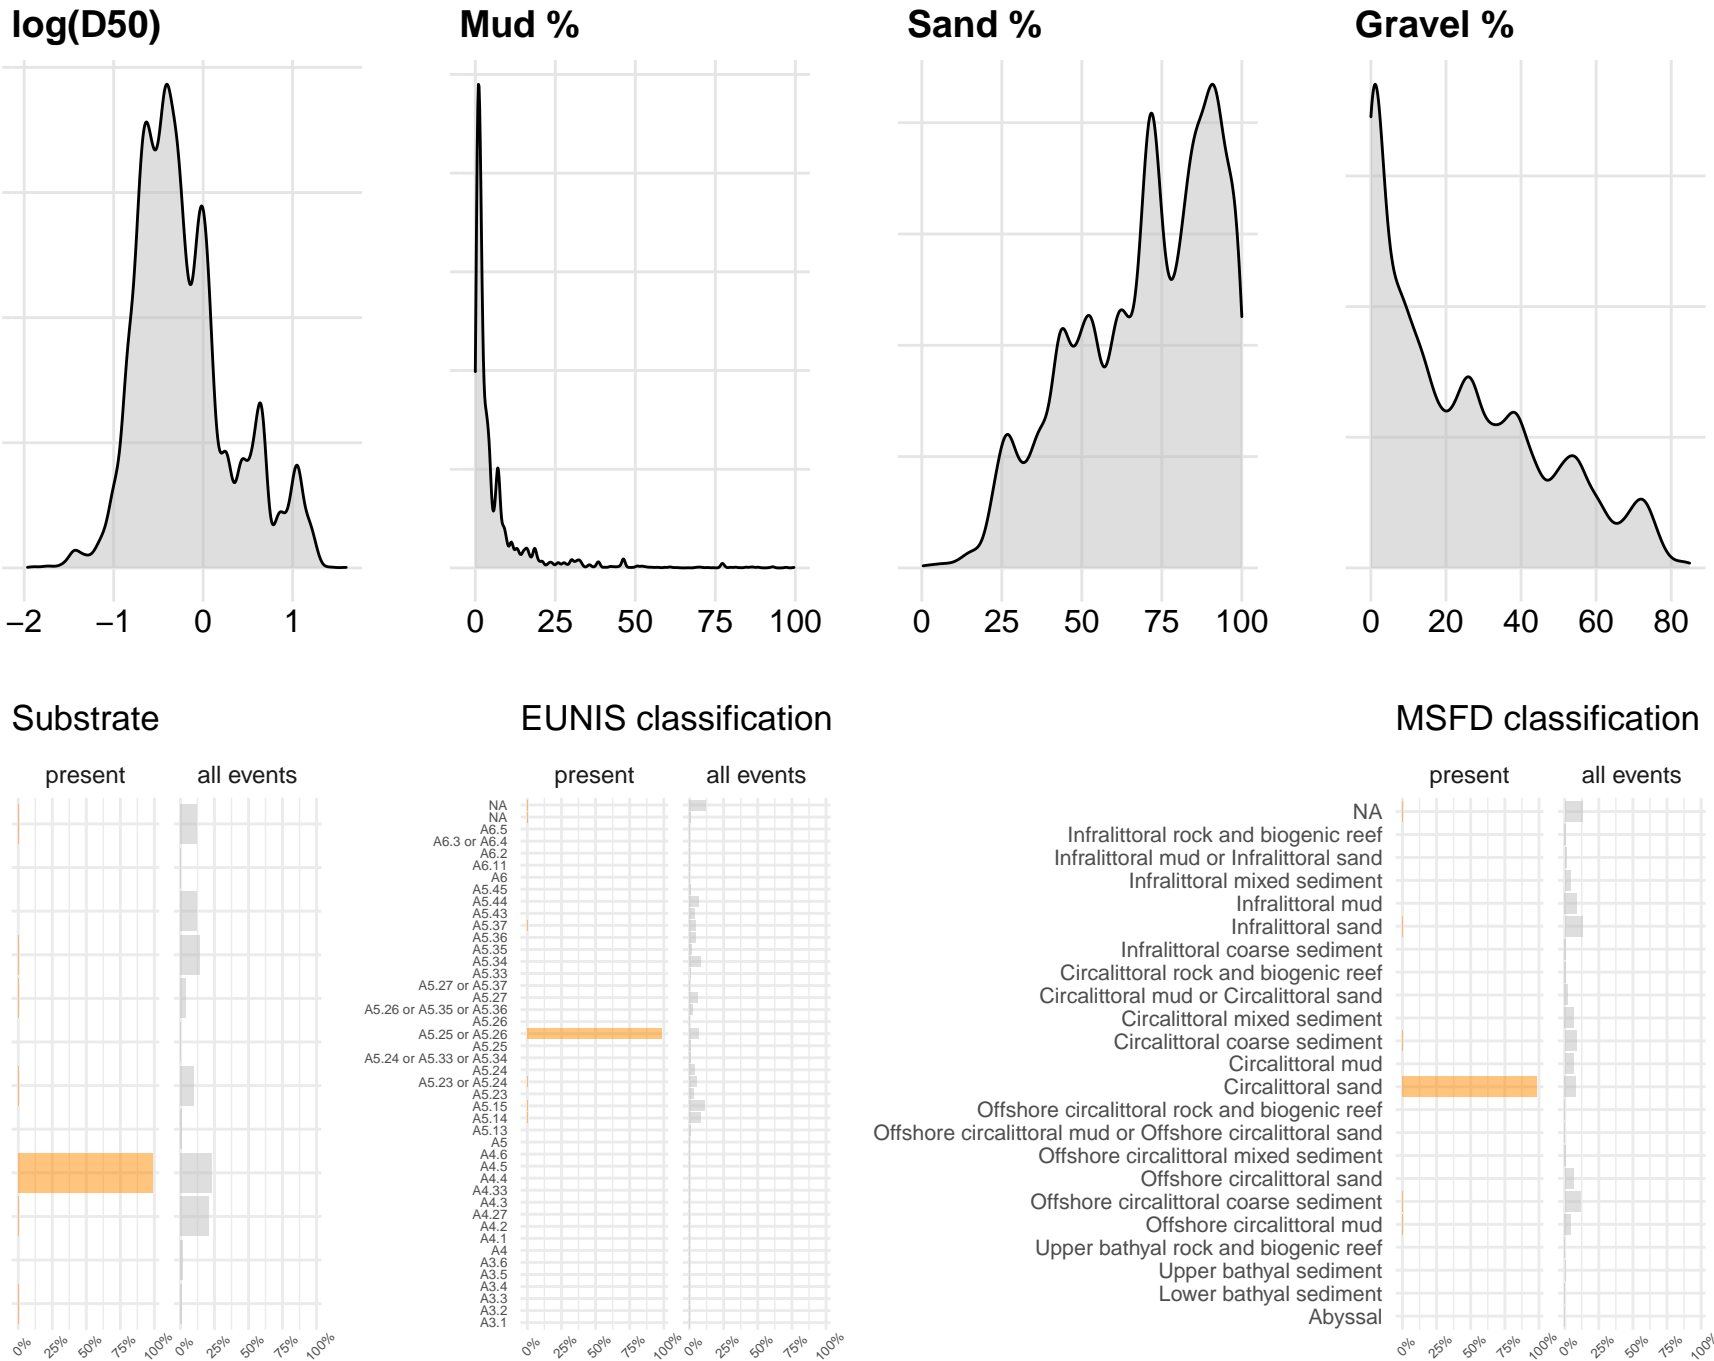 log(D50) Mud % Sand % Gravel %
−2 −1 0 1 0 25 50 75 100 0 25 50 75 100 0 20 40 60 80
Substrate EUNIS classification MSFD classification
present all events present all events present all events
NA
NA
A6.5
A6.3 or A6.4
A6.2
A6.11
A6
A5.45
A5.44
A5.43
A5.37
A5.36
A5.35
A5.34
A5.33
A5.27 or A5.37
A5.27
A5.26 or A5.35 or A5.36
A5.26
A5.25 or A5.26
A5.25
A5.24 or A5.33 or A5.34
A5.24
A5.23 or A5.24
A5.23
A5.15
A5.14
A5.13
A5
A4.6
A4.5
A4.4
A4.33
A4.3
A4.27
A4.2
A4.1
A4
A3.6
A3.5
A3.4
A3.3
A3.2
A3.1
NA
Infralittoral rock and biogenic reef
Infralittoral mud or Infralittoral sand
Infralittoral mixed sediment
Infralittoral mud
Infralittoral sand
Infralittoral coarse sediment
Circalittoral rock and biogenic reef
Circalittoral mud or Circalittoral sand
Circalittoral mixed sediment
Circalittoral coarse sediment
Circalittoral mud
Circalittoral sand
Offshore circalittoral rock and biogenic reef
Offshore circalittoral mud or Offshore circalittoral sand
Offshore circalittoral mixed sediment
Offshore circalittoral sand
Offshore circalittoral coarse sediment
Offshore circalittoral mud
Upper bathyal rock and biogenic reef
Upper bathyal sediment
Lower bathyal sediment
Abyssal
0% 25% 50% 75% 100% 0% 25% 50% 75% 100% 0% 25% 50% 75% 100% 0% 25% 50% 75% 100% 0% 25% 50% 75% 100% 0% 25% 50% 75% 100%